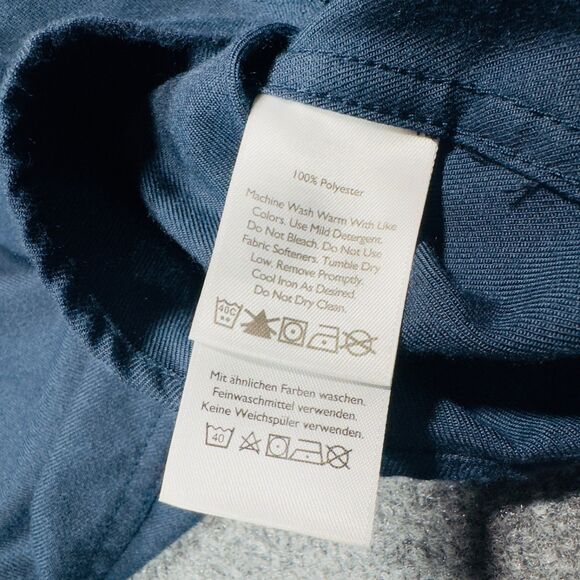 100% Polyester
Machine Wash Warm With Like
Colors. Use Mild Detergent.
Do Not Bleach. Do Not Use
Fabric Softeners. Tumble Dry
Low. Remove Promptly.
Cool Iron As Desired.
Do Not Dry Clean.
40C
Mit ähnlichen Farben waschen.
Feinwaschmittel verwenden.
Keine Weichspüler verwenden.
40